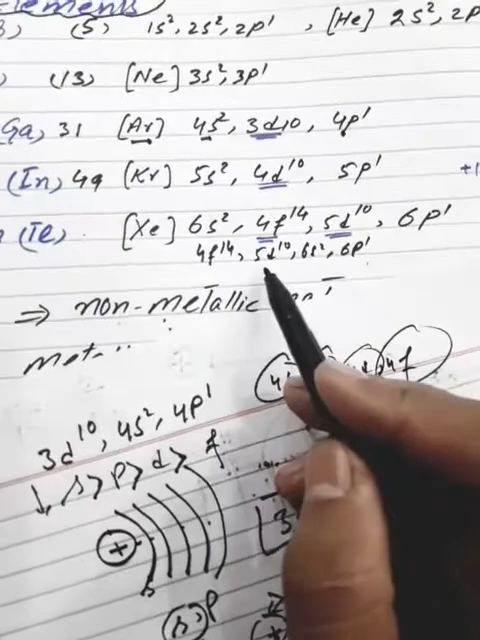 Elements
(5) 1s², 2s², 2p¹ , [He] 2s², 2p
(13) [Ne] 3s², 3p¹
Ga, 31 [Ar] 4s², 3d10, 4p¹
(In) 49 [Kr] 5s², 4d¹⁰, 5p¹ +1
[Xe] 6s², 4f¹⁴, 5d¹⁰, 6p¹
4f¹⁴, 5d¹⁰, 6s², 6p¹
⇒ non-metallic
4f
3d¹⁰, 4s², 4p¹
↓ s > p > d > f
+
s
(s) p